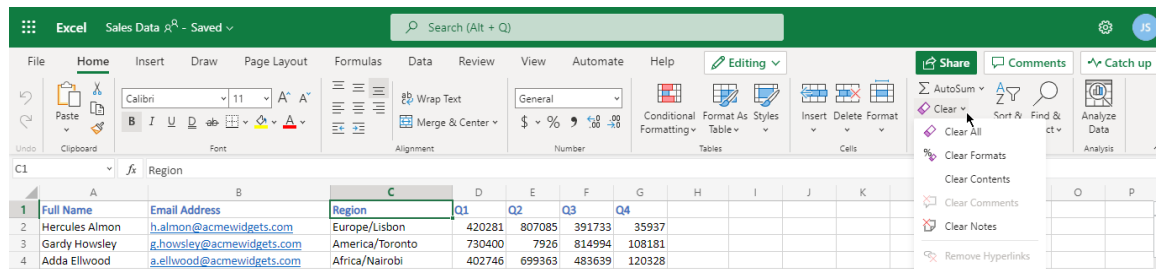 Excel Sales Data - Saved Search (Alt + Q) JS
File Home Insert Draw Page Layout Formulas Data Review View Automate Help Editing Share Comments Catch up
Calibri 11 A^ A˅ Wrap Text General AutoSum
Paste B I U D ab A Merge & Center $ % 9 Conditional Formatting Format As Table Styles Insert Delete Format Clear Sort & Find & Analyze Data
Undo Clipboard Font Alignment Number Tables Cells Analysis
Clear All
Clear Formats
Clear Contents
Clear Comments
Clear Notes
Remove Hyperlinks
C1 fx Region
A B C D E F G H I J K O P
1 Full Name Email Address Region Q1 Q2 Q3 Q4
2 Hercules Almon h.almon@acmewidgets.com Europe/Lisbon 420281 807085 391733 35937
3 Gardy Howsley g.howsley@acmewidgets.com America/Toronto 730400 7926 814994 108181
4 Adda Ellwood a.ellwood@acmewidgets.com Africa/Nairobi 402746 699363 483639 120328